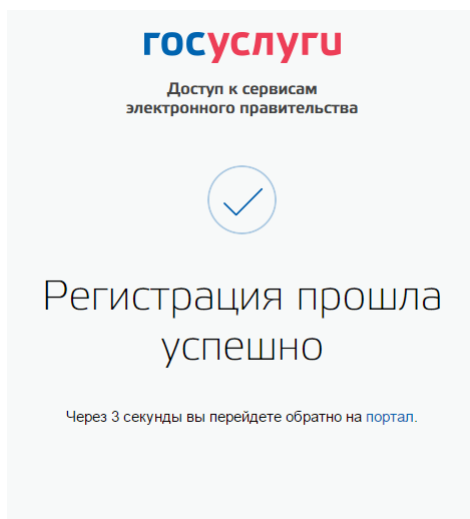 госуслуги
Доступ к сервисам
электронного правительства
Регистрация прошла
успешно
Через 3 секунды вы перейдете обратно на портал.